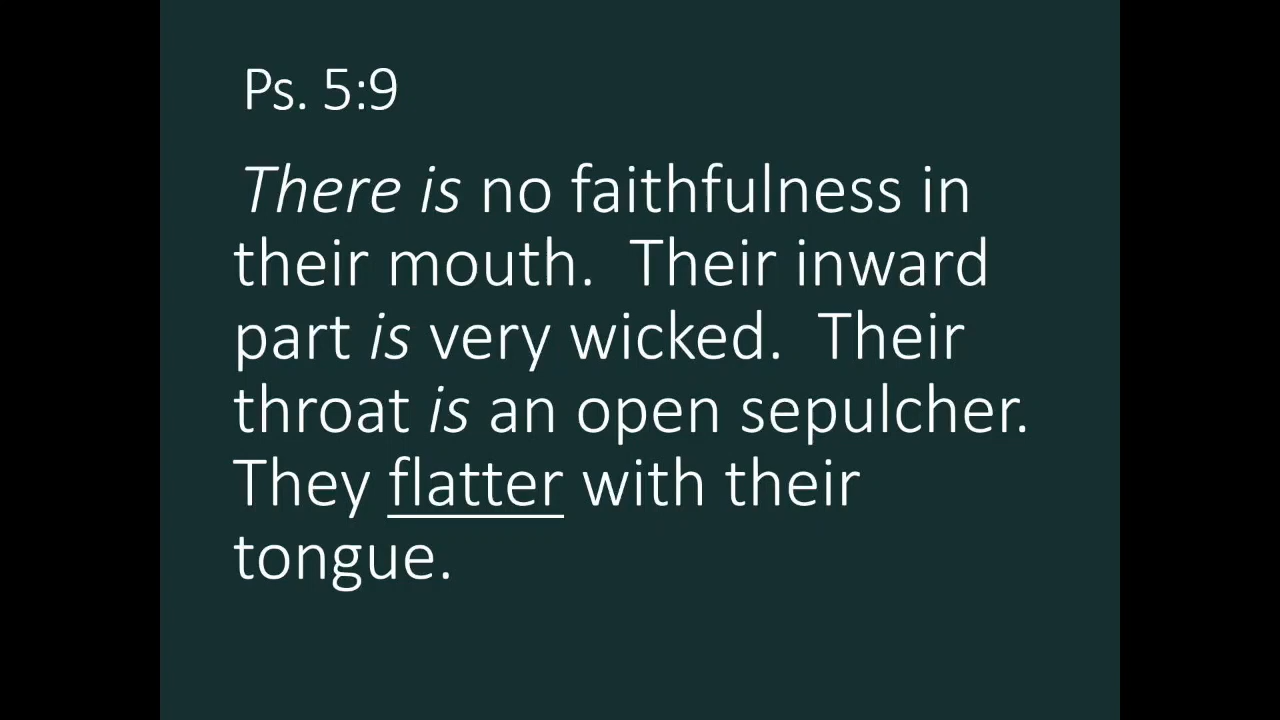 Ps. 5:9
There is no faithfulness in
their mouth.  Their inward
part is very wicked.  Their
throat is an open sepulcher.
They flatter with their
tongue.